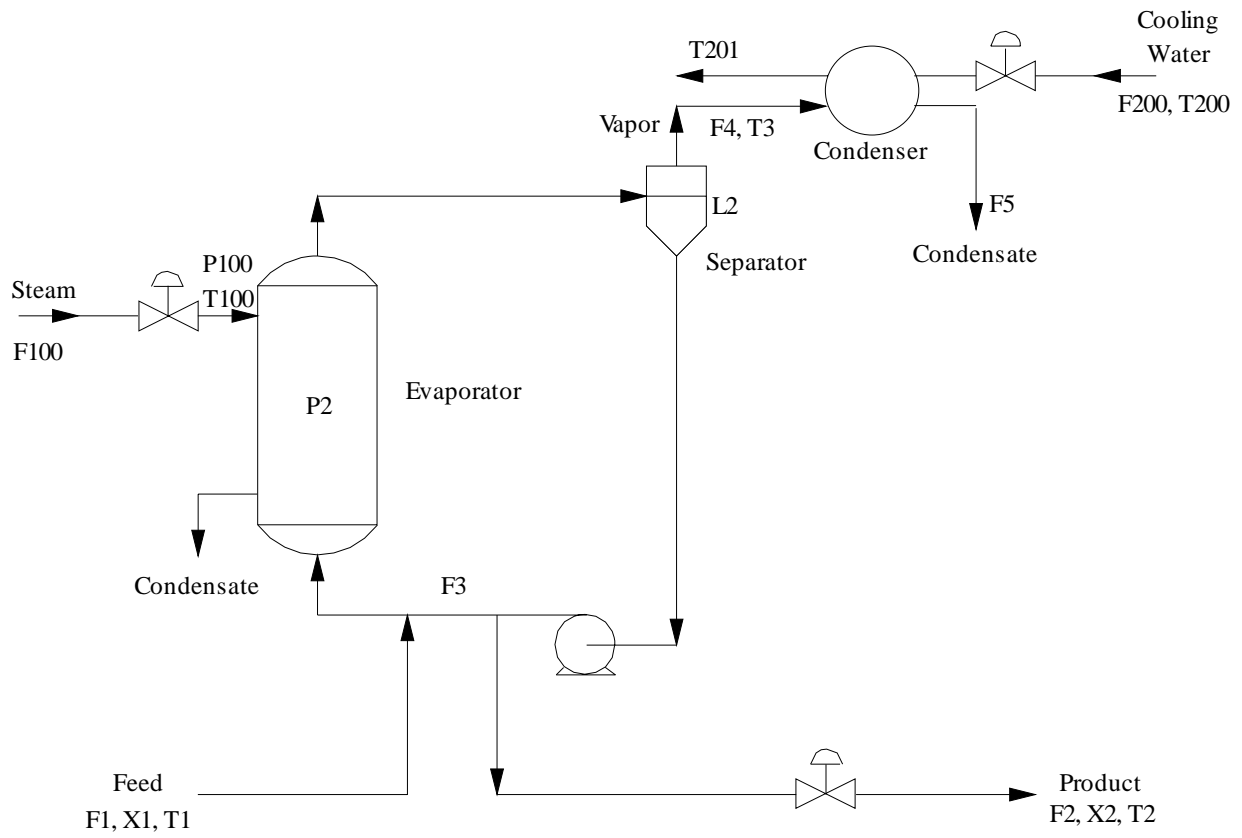 Cooling
Water
F200, T200
T201
Vapor
F4, T3
Condenser
L2
F5
Condensate
Separator
P100
T100
Steam
F100
P2
Evaporator
Condensate
F3
Feed
F1, X1, T1
Product
F2, X2, T2